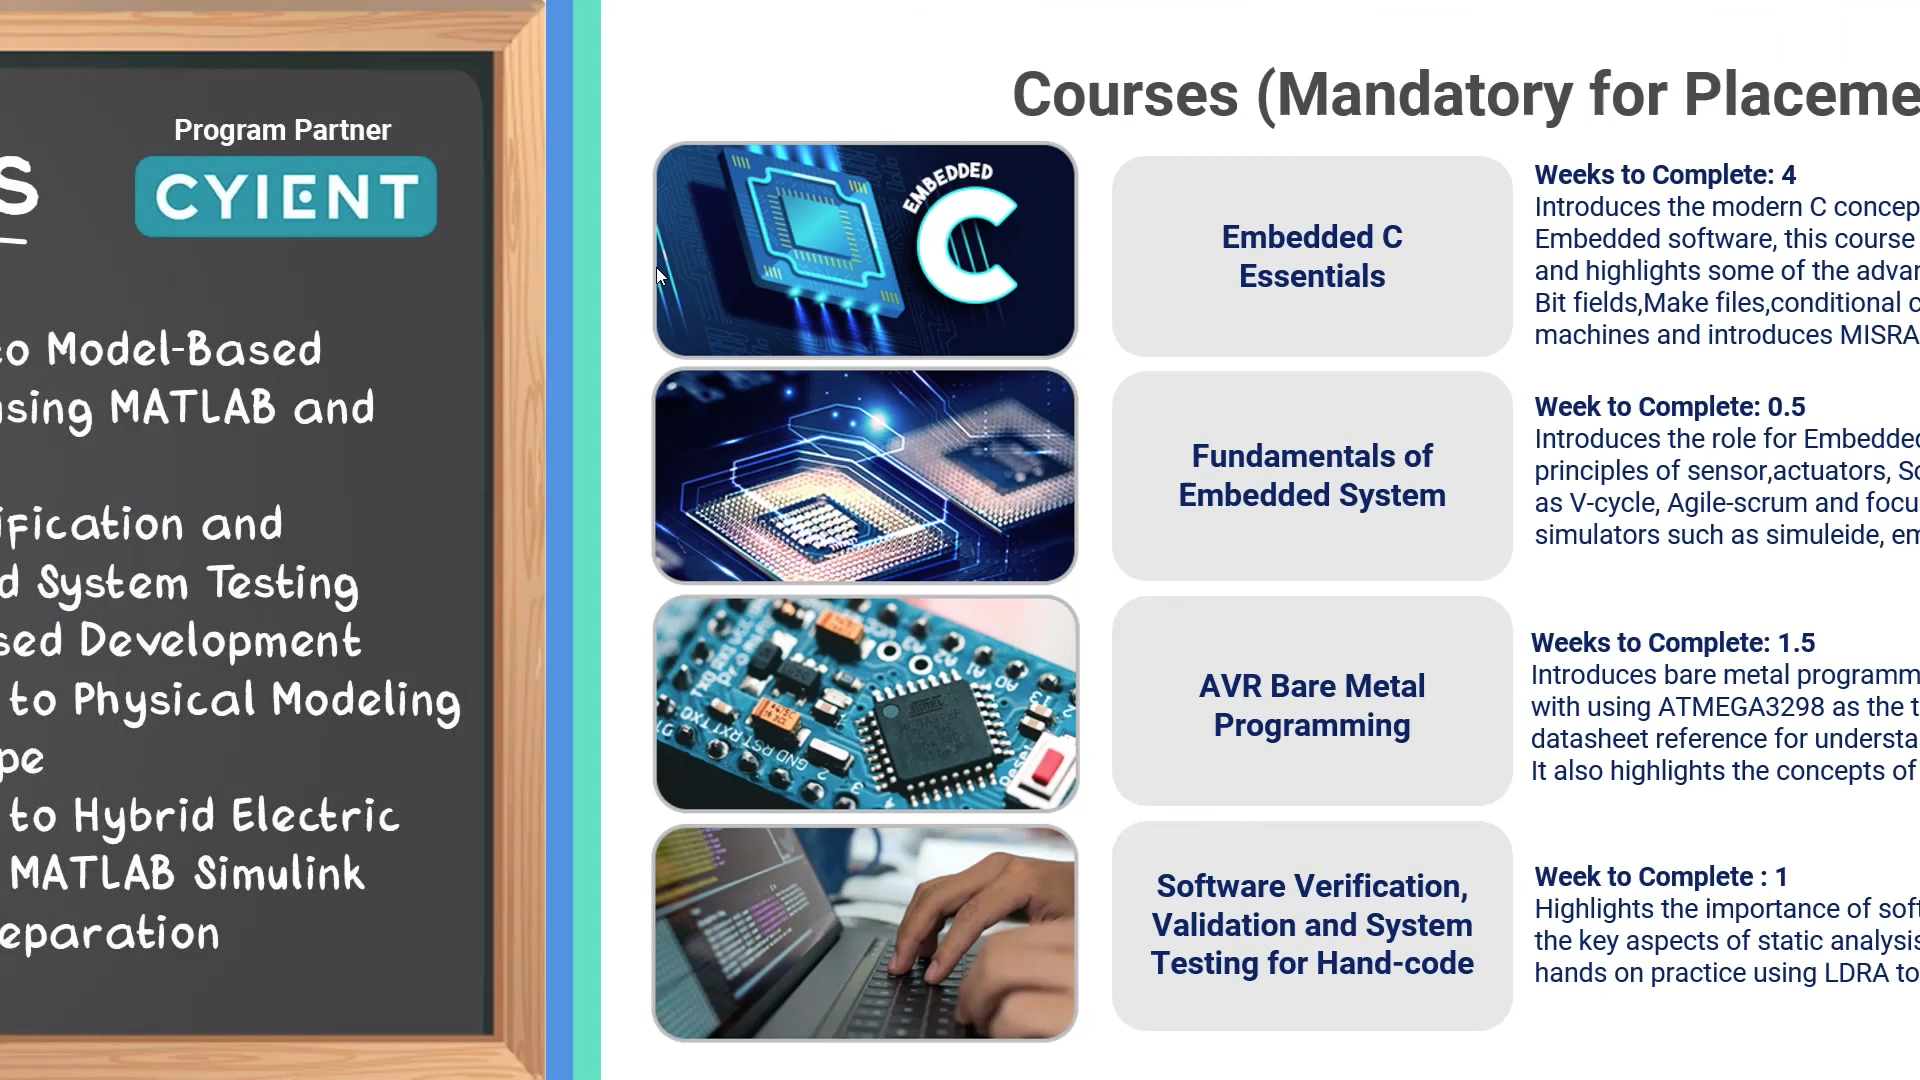 Program Partner
CYIENT
S
to Model-Based
using MATLAB and
ification and
d System Testing
sed Development
to Physical Modeling
pe
to Hybrid Electric
MATLAB Simulink
eparation
Courses (Mandatory for Placeme
EMBEDDED
C
Embedded C
Essentials
Weeks to Complete: 4
Introduces the modern C concep
Embedded software, this course
and highlights some of the advan
Bit fields,Make files,conditional c
machines and introduces MISRA
Fundamentals of
Embedded System
Week to Complete: 0.5
Introduces the role for Embedded
principles of sensor,actuators, So
as V-cycle, Agile-scrum and focu
simulators such as simuleide, em
AVR Bare Metal
Programming
Weeks to Complete: 1.5
Introduces bare metal programm
with using ATMEGA3298 as the t
datasheet reference for understa
It also highlights the concepts of
Software Verification,
Validation and System
Testing for Hand-code
Week to Complete : 1
Highlights the importance of soft
the key aspects of static analysis
hands on practice using LDRA to